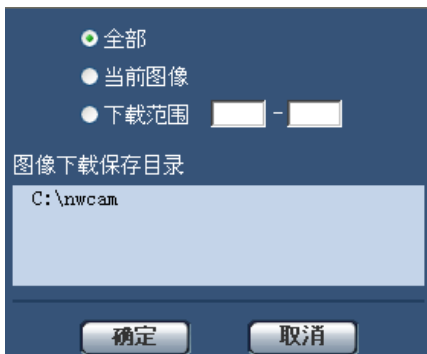 全部
当前图像
下载范围 -
图像下载保存目录
C:\nwcam
确定 取消